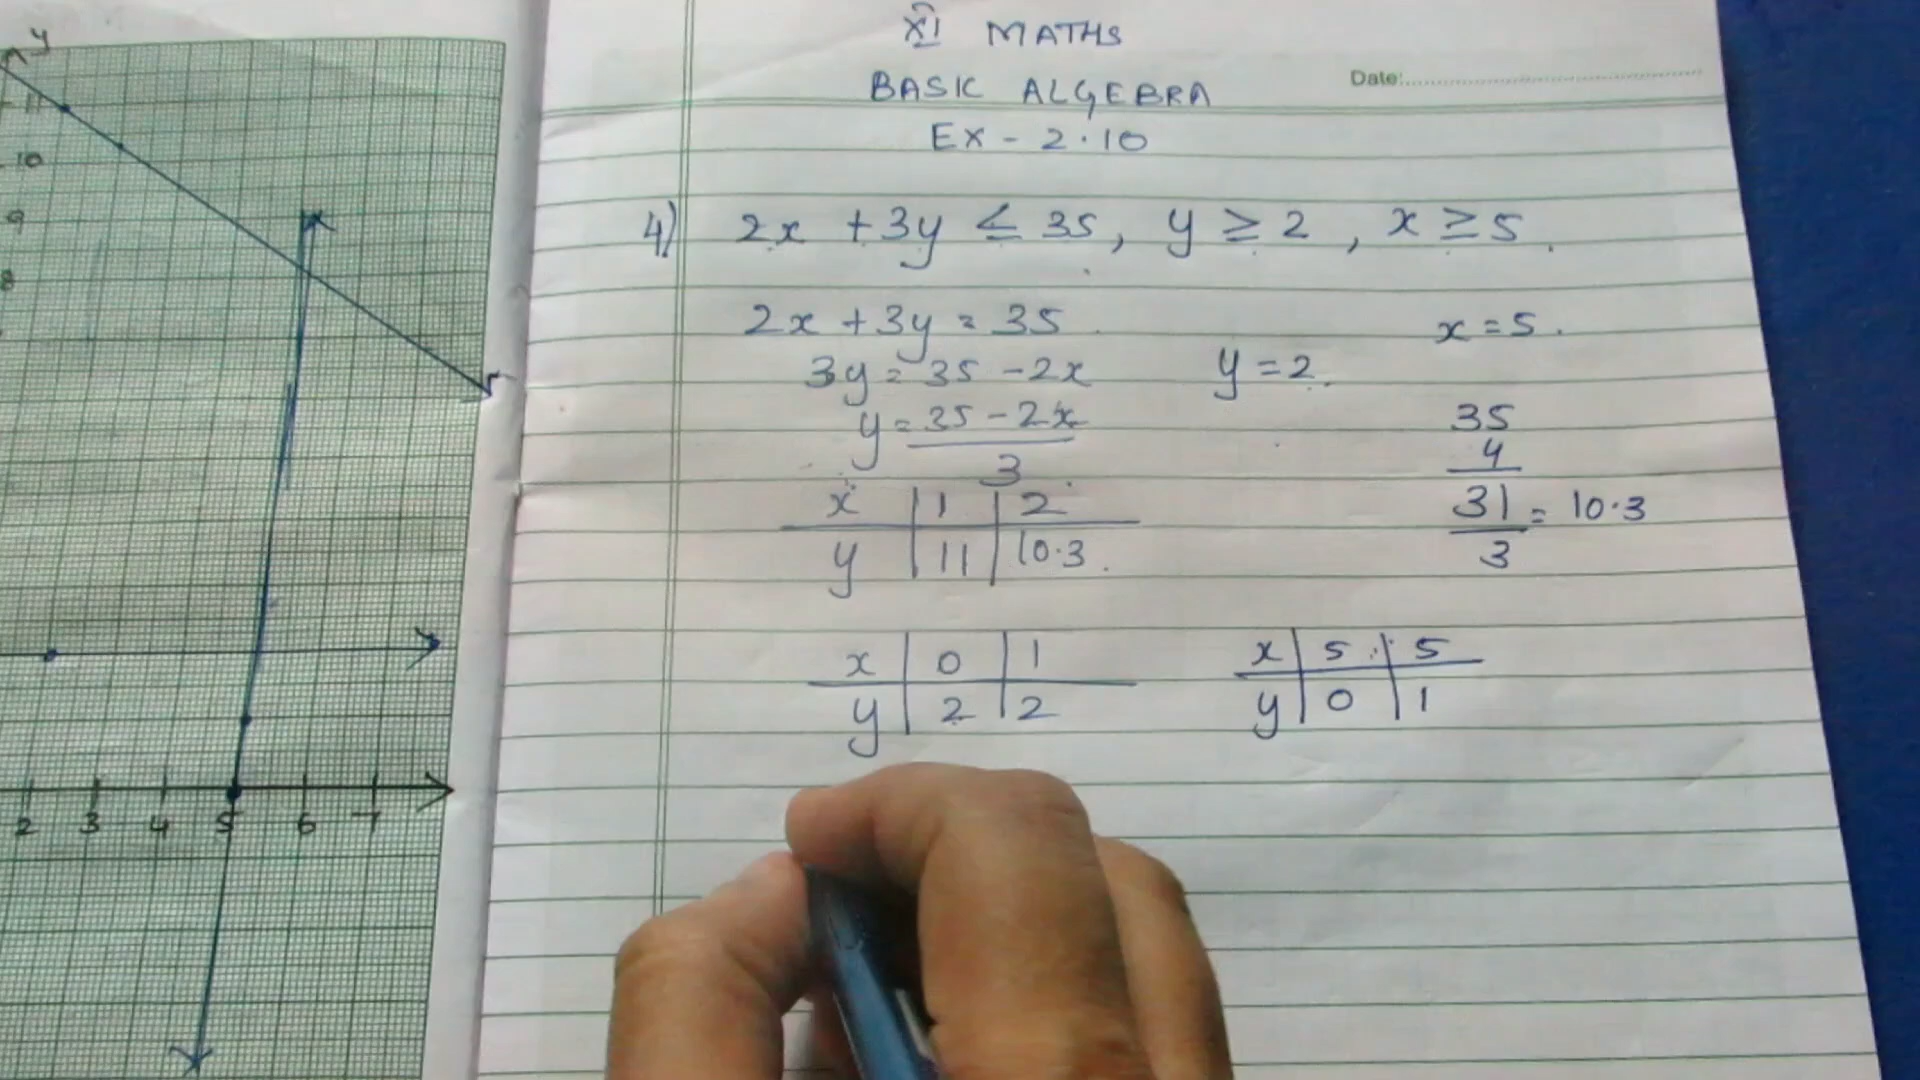 y
11
10
9
8
2 3 4 5 6 7
XI MATHS
BASIC ALGEBRA
Date:
EX - 2.10
4) 2x + 3y ≤ 35, y ≥ 2, x ≥ 5.
2x + 3y = 35
x = 5.
3y = 35 - 2x
y = 2.
y = 35 - 2x
3
35
4
31 = 10.3
3
x | 1 | 2
y | 11 | 10.3
x | 0 | 1
y | 2 | 2
x | 5 | 5
y | 0 | 1